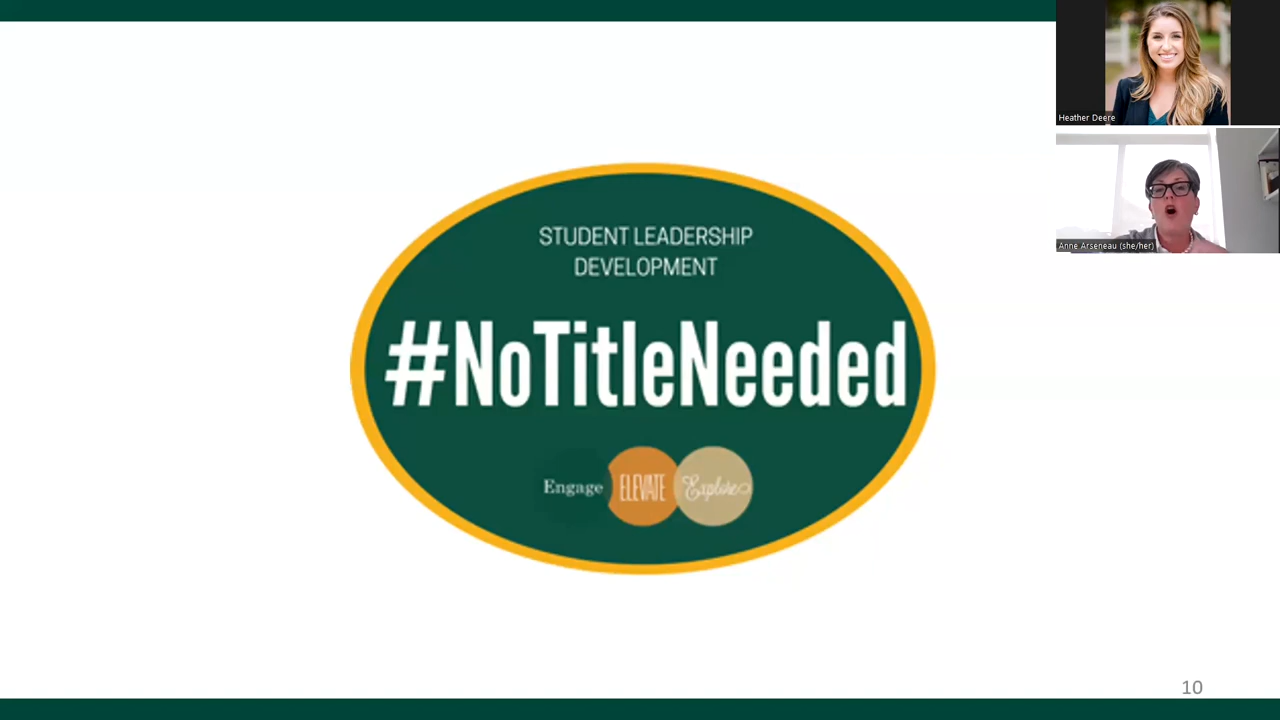 Heather Deere
Anne Arseneau (she/her)
STUDENT LEADERSHIP
DEVELOPMENT
#NoTitleNeeded
Engage ELEVATE Explore
10